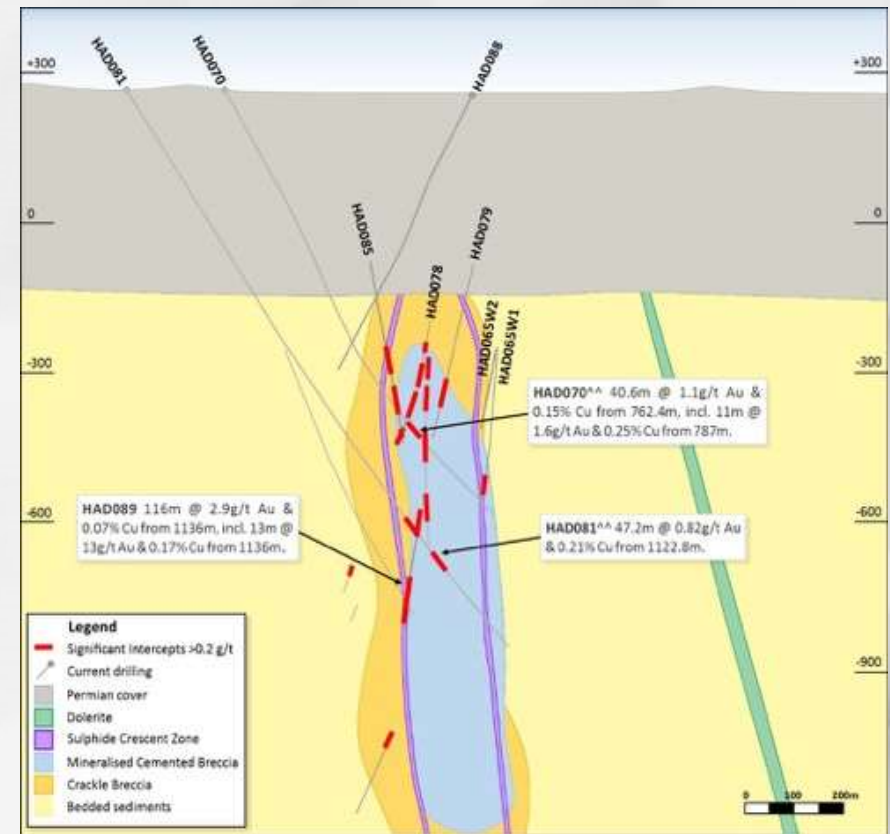 HAD081
HAD070
HAD088
+300
+300
0
0
HAD085
HAD079
HAD078
HAD065W2
HAD065W1
-300
-300
HAD070^^ 40.6m @ 1.1g/t Au &
0.15% Cu from 762.4m, incl. 11m @
1.6g/t Au & 0.25% Cu from 787m.
HAD089 116m @ 2.9g/t Au &
0.07% Cu from 1136m, incl. 13m @
13g/t Au & 0.17% Cu from 1136m.
-600
-600
HAD081^^ 47.2m @ 0.82g/t Au
& 0.21% Cu from 1122.8m.
-900
Legend
Significant Intercepts >0.2 g/t
Current drilling
Permian cover
Dolerite
Sulphide Crescent Zone
Mineralised Cemented Breccia
Crackle Breccia
Bedded sediments
0 100 200m